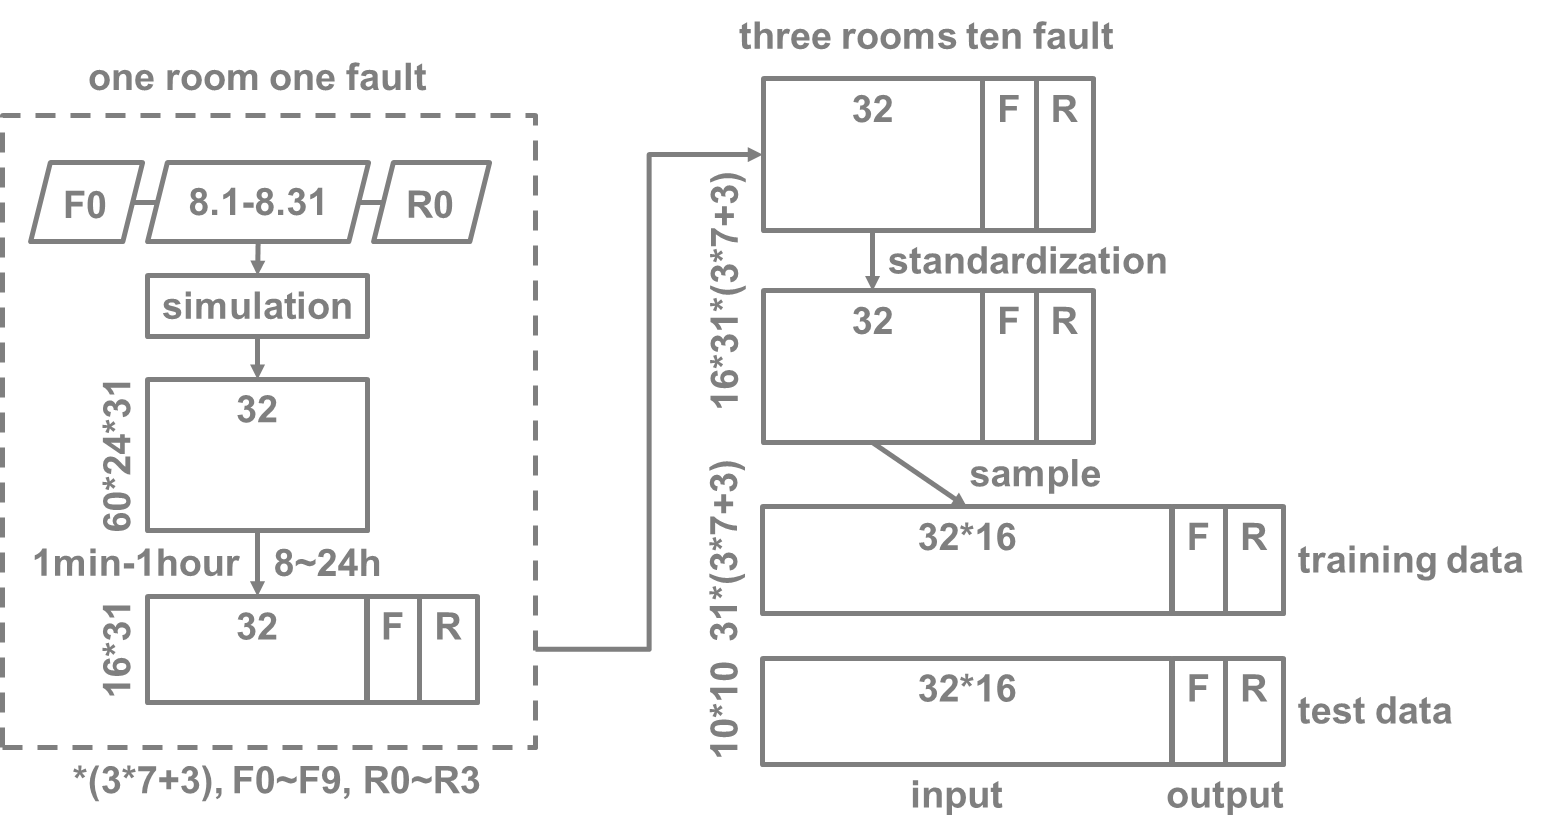 one room one fault
F0
8.1-8.31
R0
simulation
60*24*31
32
1min-1hour
8~24h
16*31
32
F
R
*(3*7+3), F0~F9, R0~R3
three rooms ten fault
16*31*(3*7+3)
32
F
R
standardization
32
F
R
sample
31*(3*7+3)
32*16
F
R
training data
10*10
32*16
F
R
test data
input
output